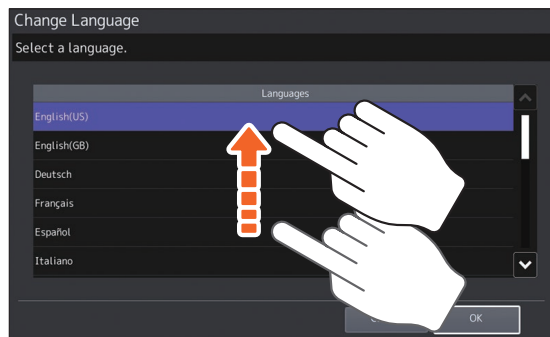 Change Language
Select a language.
Languages
English(US)
English(GB)
Deutsch
Français
Español
Italiano
OK